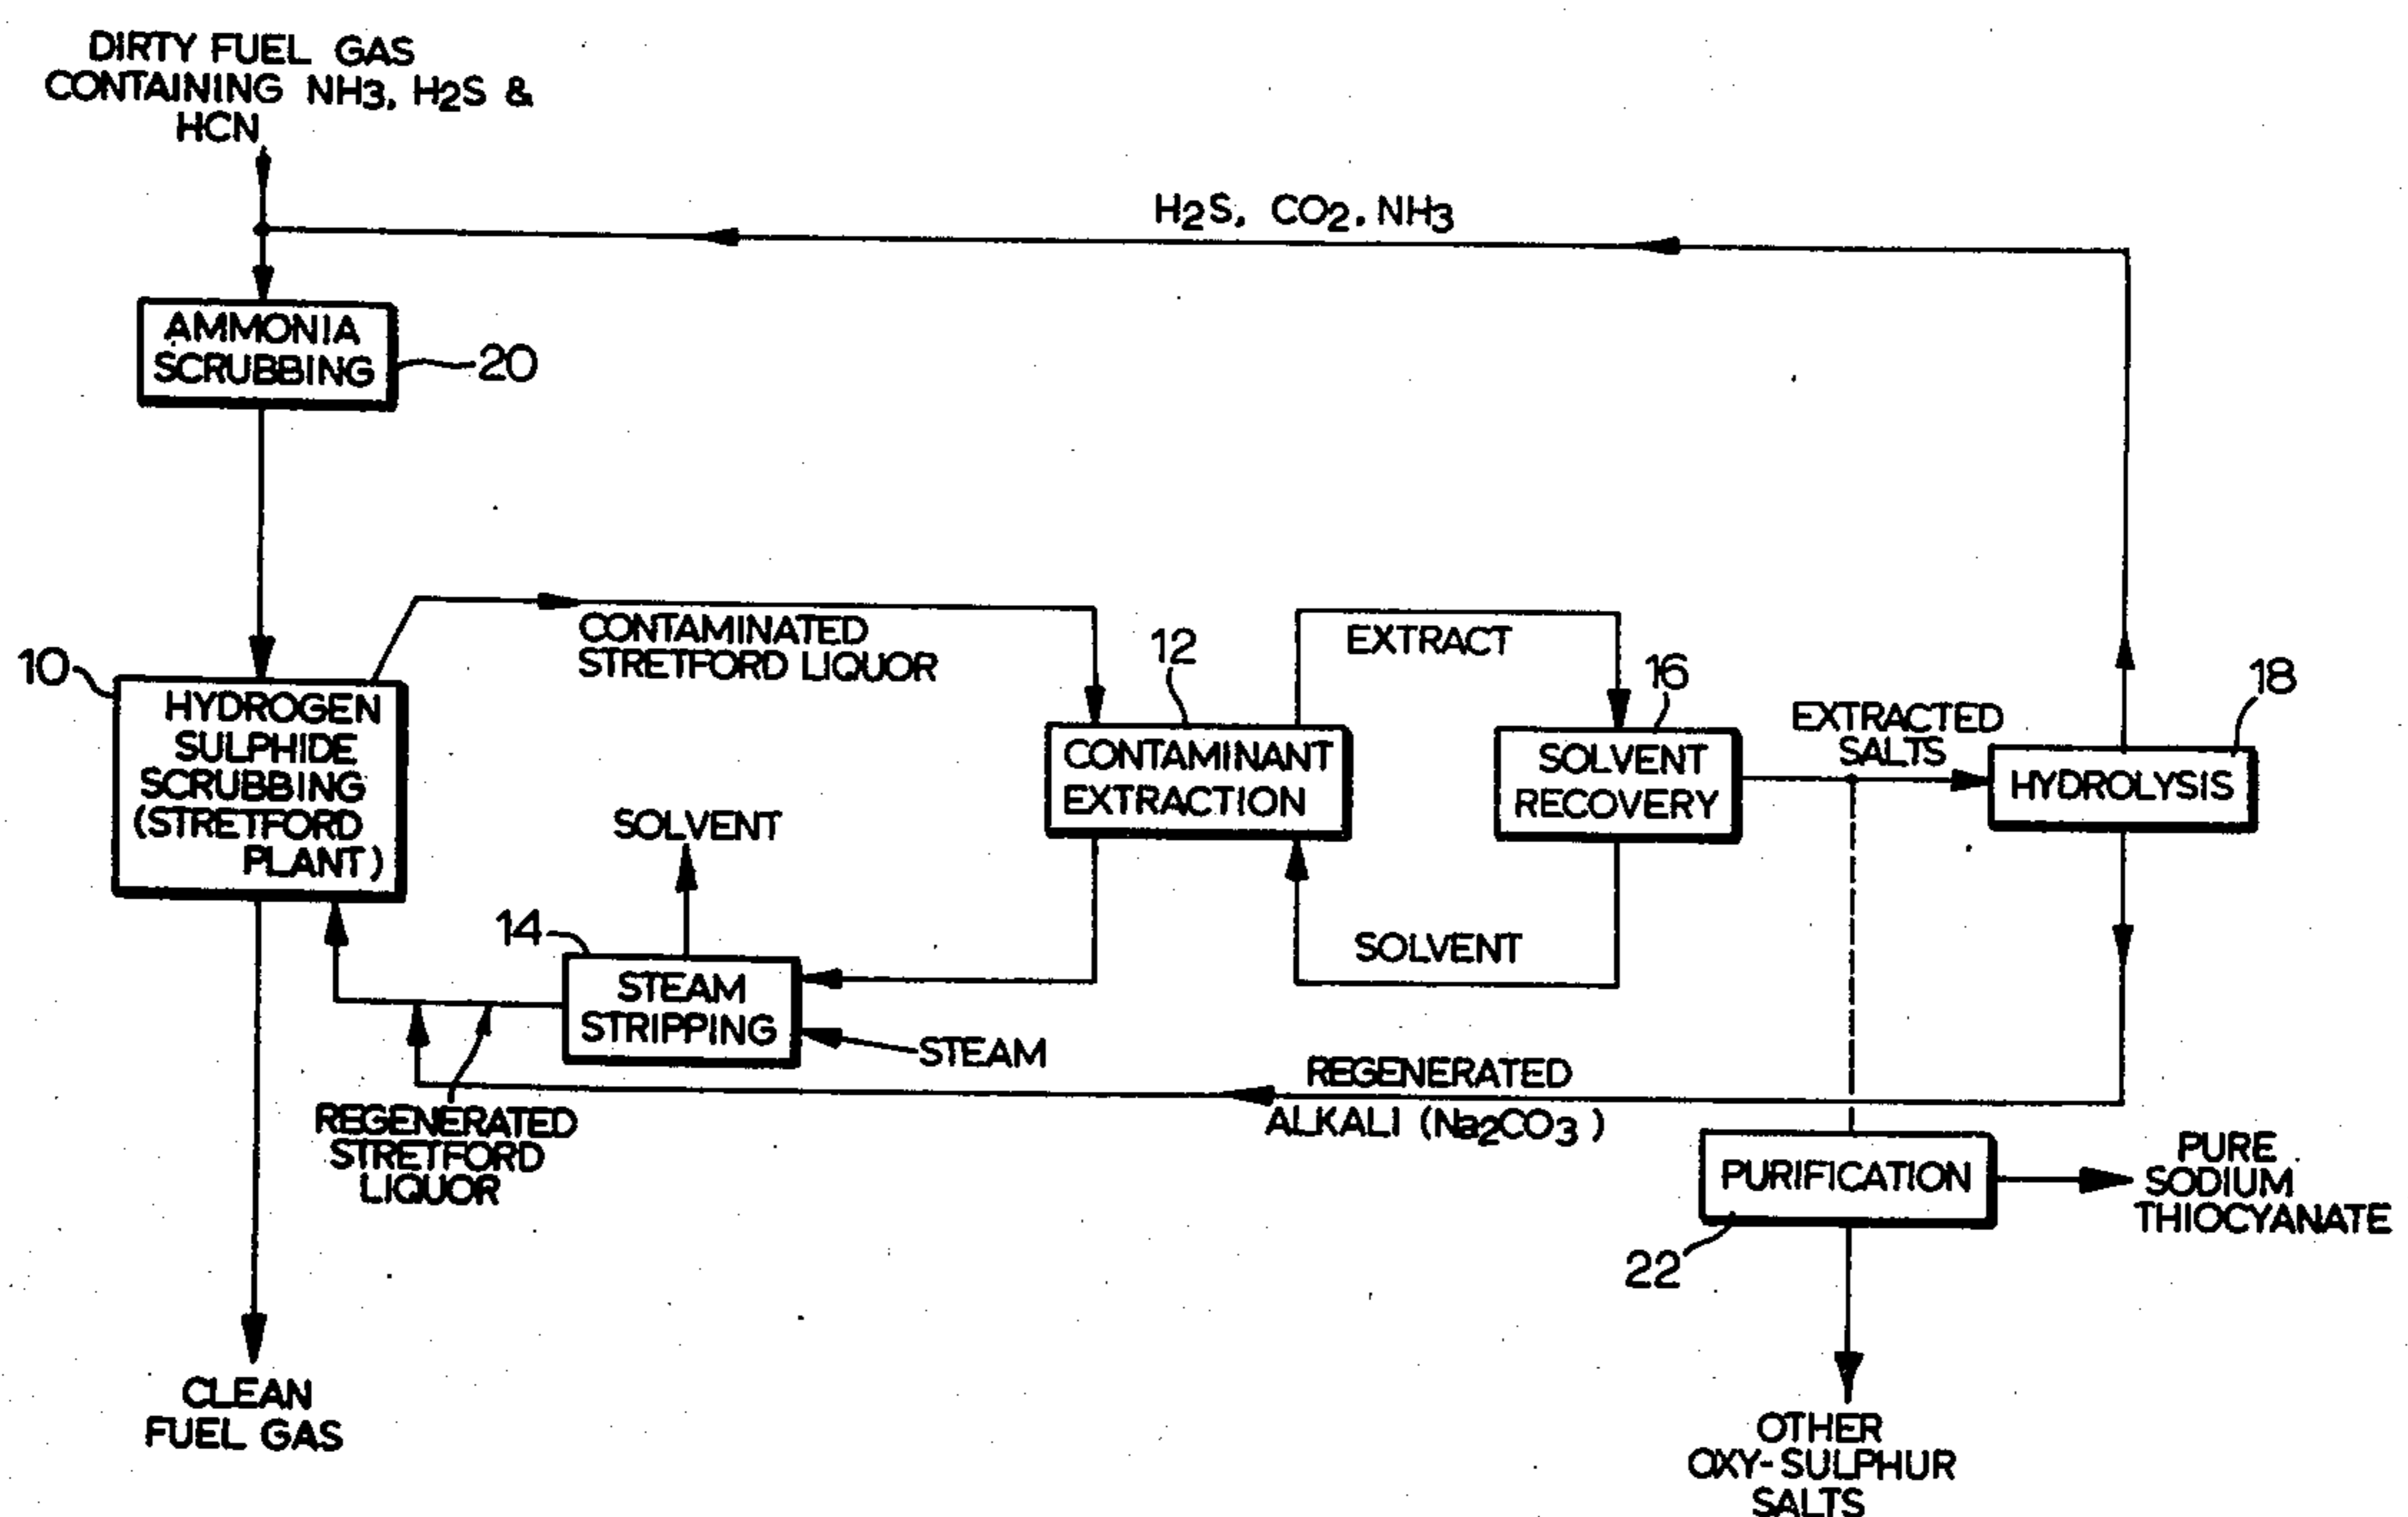 DIRTY FUEL GAS
CONTAINING NH3, H2S &
HCN
H2S, CO2. NH3
AMMONIA
SCRUBBING
20
10
HYDROGEN
SULPHIDE
SCRUBBING
(STRETFORD
PLANT)
CONTAMINATED
STRETFORD LIQUOR
12
CONTAMINANT
EXTRACTION
EXTRACT
16
SOLVENT
RECOVERY
EXTRACTED
SALTS
18
HYDROLYSIS
SOLVENT
14
STEAM
STRIPPING
STEAM
SOLVENT
REGENERATED
STRETFORD
LIQUOR
REGENERATED
ALKALI (Na2CO3)
PURIFICATION
22
PURE
SODIUM
THIOCYANATE
CLEAN
FUEL GAS
OTHER
OXY-SULPHUR
SALTS